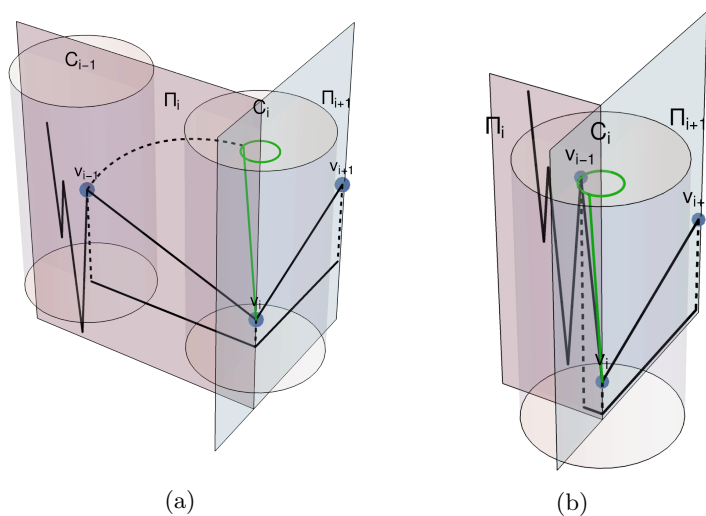 C_{i-1}
Π_i
C_i
Π_{i+1}
v_{i-1}
v_{i+1}
v_i
(a)
Π_i
C_i
Π_{i+1}
v_{i-1}
v_{i+
v_i
(b)